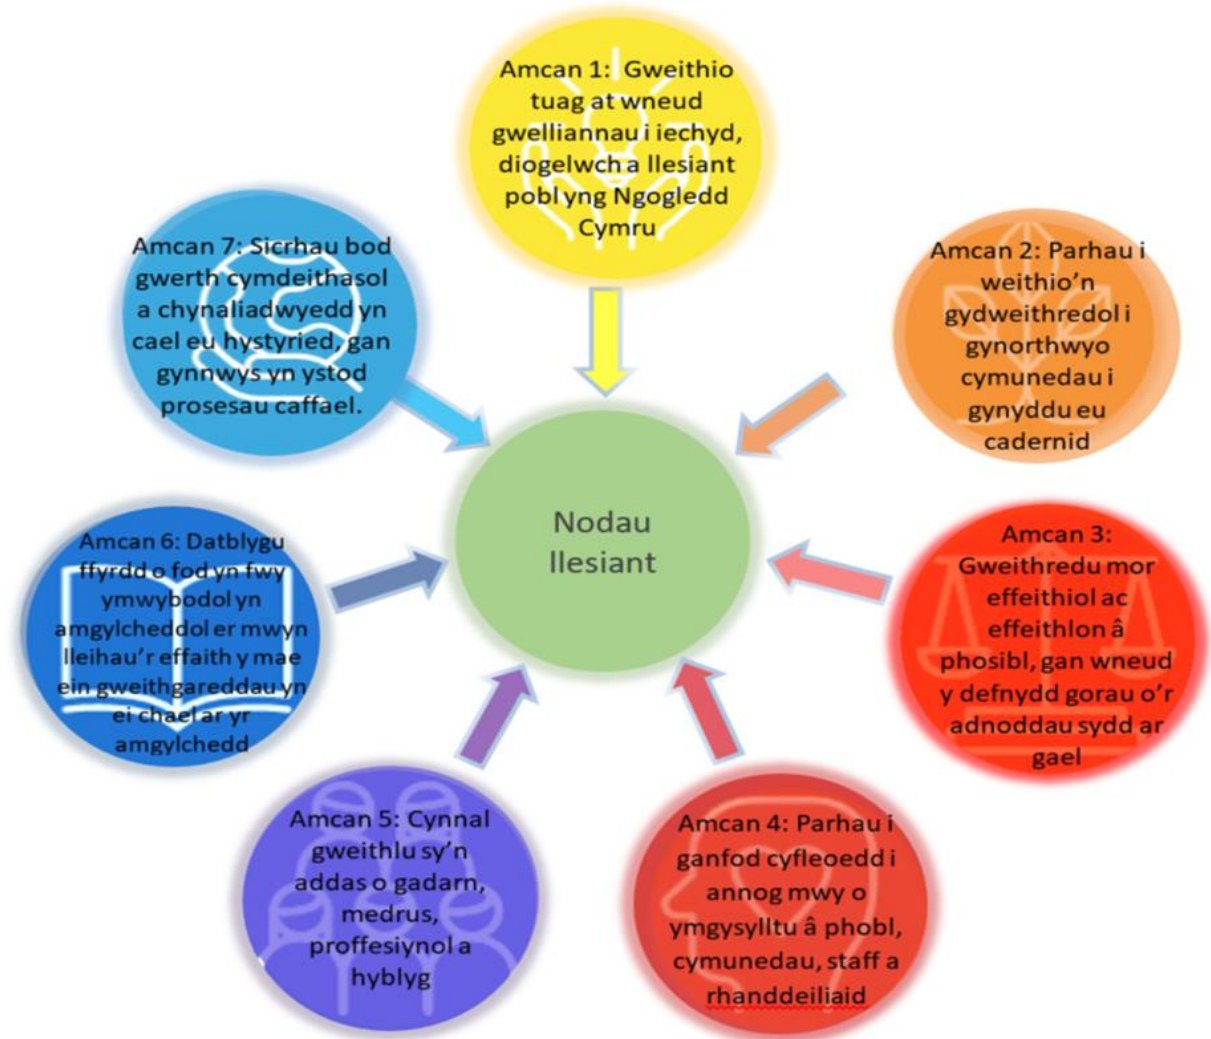 Amcan 1: Gweithio
tuag at wneud
gwelliannau i iechyd,
diogelwch a llesiant
pobl yng Ngogledd
Cymru
Amcan 2: Parhau i
weithio’n
gydweithredol i
gynorthwyo
cymunedau i
gynyddu eu
cadernid
Amcan 3:
Gweithredu mor
effeithiol ac
effeithlon â
phosibl, gan wneud
y defnydd gorau o’r
adnoddau sydd ar
gael
Amcan 4: Parhau i
ganfod cyfleoedd i
annog mwy o
ymgysylltu â phobl,
cymunedau, staff a
rhanddeiliaid
Amcan 5: Cynnal
gweithlu sy’n
addas o gadarn,
medrus,
proffesiynol a
hyblyg
Amcan 6: Datblygu
ffyrdd o fod yn fwy
ymwybodol yn
amgylcheddol er mwyn
lleihau’r effaith y mae
ein gweithgareddau yn
ei chael ar yr
amgylchedd
Amcan 7: Sicrhau bod
gwerth cymdeithasol
a chynaliadwyedd yn
cael eu hystyried, gan
gynnwys yn ystod
prosesau caffael.
Nodau
llesiant